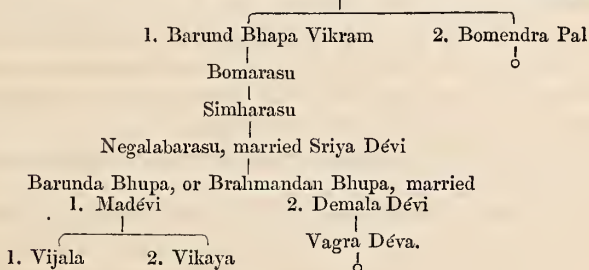 1. Barund Bhapa Vikram 2. Bomendra Pal
Bomarasu
Simharasu
Negalabarasu, married Sriya Dévi
Barunda Bhupa, or Brahmandan Bhupa, married
1. Madévi 2. Demala Dévi
Vagra Déva.
1. Vijala 2. Vikaya